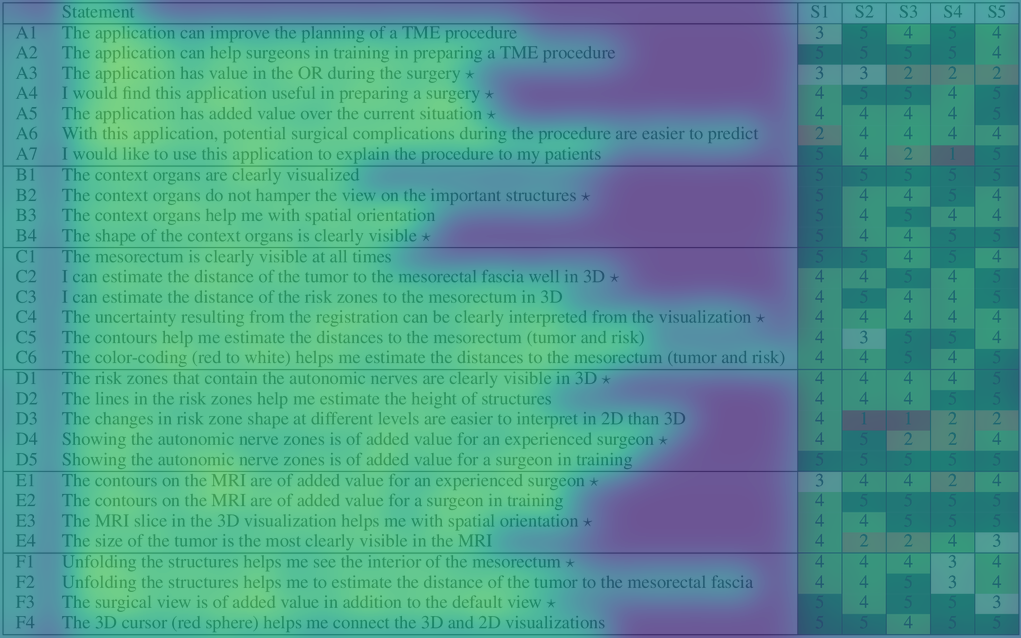 Statement S1 S2 S3 S4 S5
A1 The application can improve the planning of a TME procedure 3 5 4 5 4
A2 The application can help surgeons in training in preparing a TME procedure 5 5 5 5 4
A3 The application has value in the OR during the surgery ⋆ 3 3 2 2 2
A4 I would find this application useful in preparing a surgery ⋆ 4 5 5 4 4
A5 The application has added value over the current situation ⋆ 4 4 4 4 5
A6 With this application, potential surgical complications during the procedure are easier to predict 2 4 4 4 4
A7 I would like to use this application to explain the procedure to my patients 5 4 2 1 5
B1 The context organs are clearly visualized 5 5 5 5 5
B2 The context organs do not hamper the view on the important structures ⋆ 5 4 4 5 4
B3 The context organs help me with spatial orientation 5 4 5 4 4
B4 The shape of the context organs is clearly visible ⋆ 5 4 4 5 5
C1 The mesorectum is clearly visible at all times 5 5 4 5 5
C2 I can estimate the distance of the tumor to the mesorectal fascia well in 3D ⋆ 4 4 5 4 5
C3 I can estimate the distance of the risk zones to the mesorectum in 3D 4 5 4 4 5
C4 The uncertainty resulting from the registration can be clearly interpreted from the visualization ⋆ 4 4 4 4 4
C5 The contours help me estimate the distances to the mesorectum (tumor and risk) 4 3 5 5 4
C6 The color-coding (red to white) helps me estimate the distances to the mesorectum (tumor and risk) 4 4 5 4 5
D1 The risk zones that contain the autonomic nerves are clearly visible in 3D ⋆ 4 4 4 4 5
D2 The lines in the risk zones help me estimate the height of structures 4 4 4 5 5
D3 The changes in risk zone shape at different levels are easier to interpret in 2D than 3D 4 1 1 2 2
D4 Showing the autonomic nerve zones is of added value for an experienced surgeon ⋆ 4 5 2 2 4
D5 Showing the autonomic nerve zones is of added value for a surgeon in training 5 5 5 5 5
E1 The contours on the MRI are of added value for an experienced surgeon ⋆ 3 4 4 2 4
E2 The contours on the MRI are of added value for a surgeon in training 4 5 5 5 5
E3 The MRI slice in the 3D visualization helps me with spatial orientation ⋆ 4 4 5 5 5
E4 The size of the tumor is the most clearly visible in the MRI 4 2 2 4 3
F1 Unfolding the structures helps me see the interior of the mesorectum ⋆ 4 4 4 3 4
F2 Unfolding the structures helps me to estimate the distance of the tumor to the mesorectal fascia 4 4 5 3 4
F3 The surgical view is of added value in addition to the default view ⋆ 5 4 5 5 3
F4 The 3D cursor (red sphere) helps me connect the 3D and 2D visualizations 5 5 4 5 5